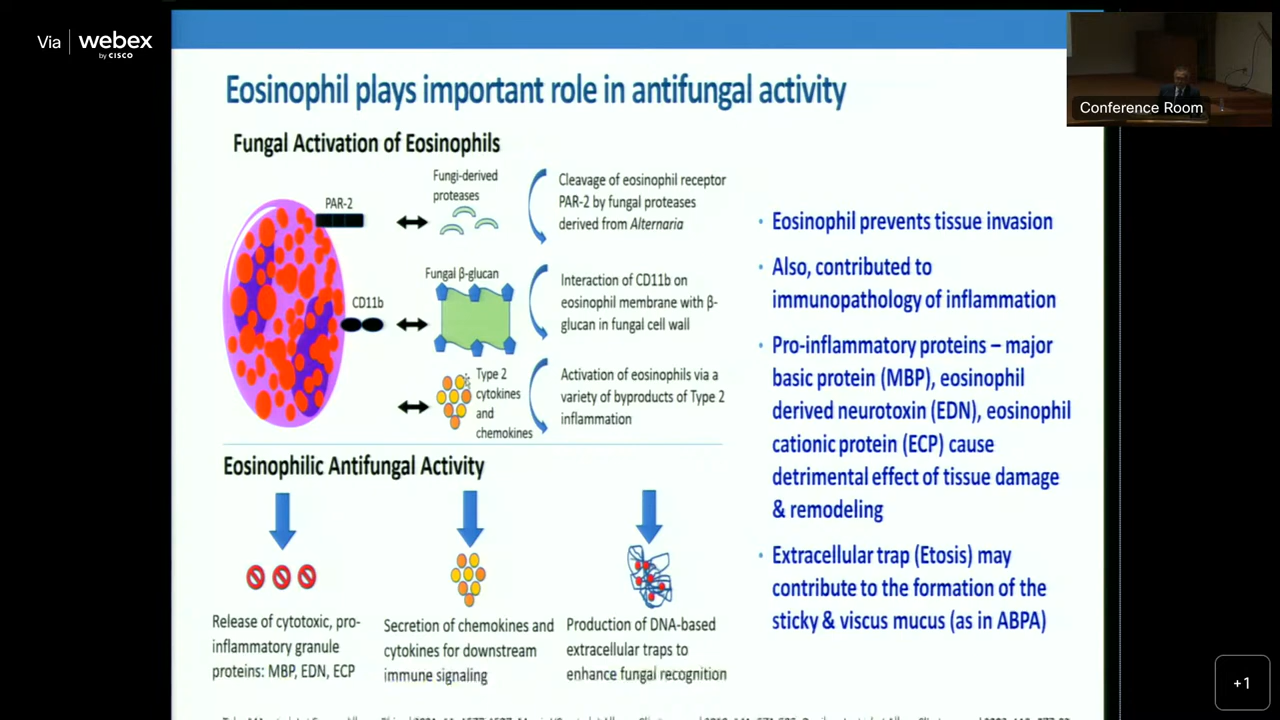 Via webex
by CISCO
Conference Room
Eosinophil plays important role in antifungal activity
Fungal Activation of Eosinophils
PAR-2
Fungi-derived
proteases
Cleavage of eosinophil receptor
PAR-2 by fungal proteases
derived from Alternaria
CD11b
Fungal β-glucan
Interaction of CD11b on
eosinophil membrane with β-
glucan in fungal cell wall
Type 2
cytokines
and
chemokines
Activation of eosinophils via a
variety of byproducts of Type 2
inflammation
Eosinophilic Antifungal Activity
Release of cytotoxic, pro-
inflammatory granule
proteins: MBP, EDN, ECP
Secretion of chemokines and
cytokines for downstream
immune signaling
Production of DNA-based
extracellular traps to
enhance fungal recognition
• Eosinophil prevents tissue invasion
• Also, contributed to
immunopathology of inflammation
• Pro-inflammatory proteins – major
basic protein (MBP), eosinophil
derived neurotoxin (EDN), eosinophil
cationic protein (ECP) cause
detrimental effect of tissue damage
& remodeling
• Extracellular trap (Etosis) may
contribute to the formation of the
sticky & viscus mucus (as in ABPA)
+1